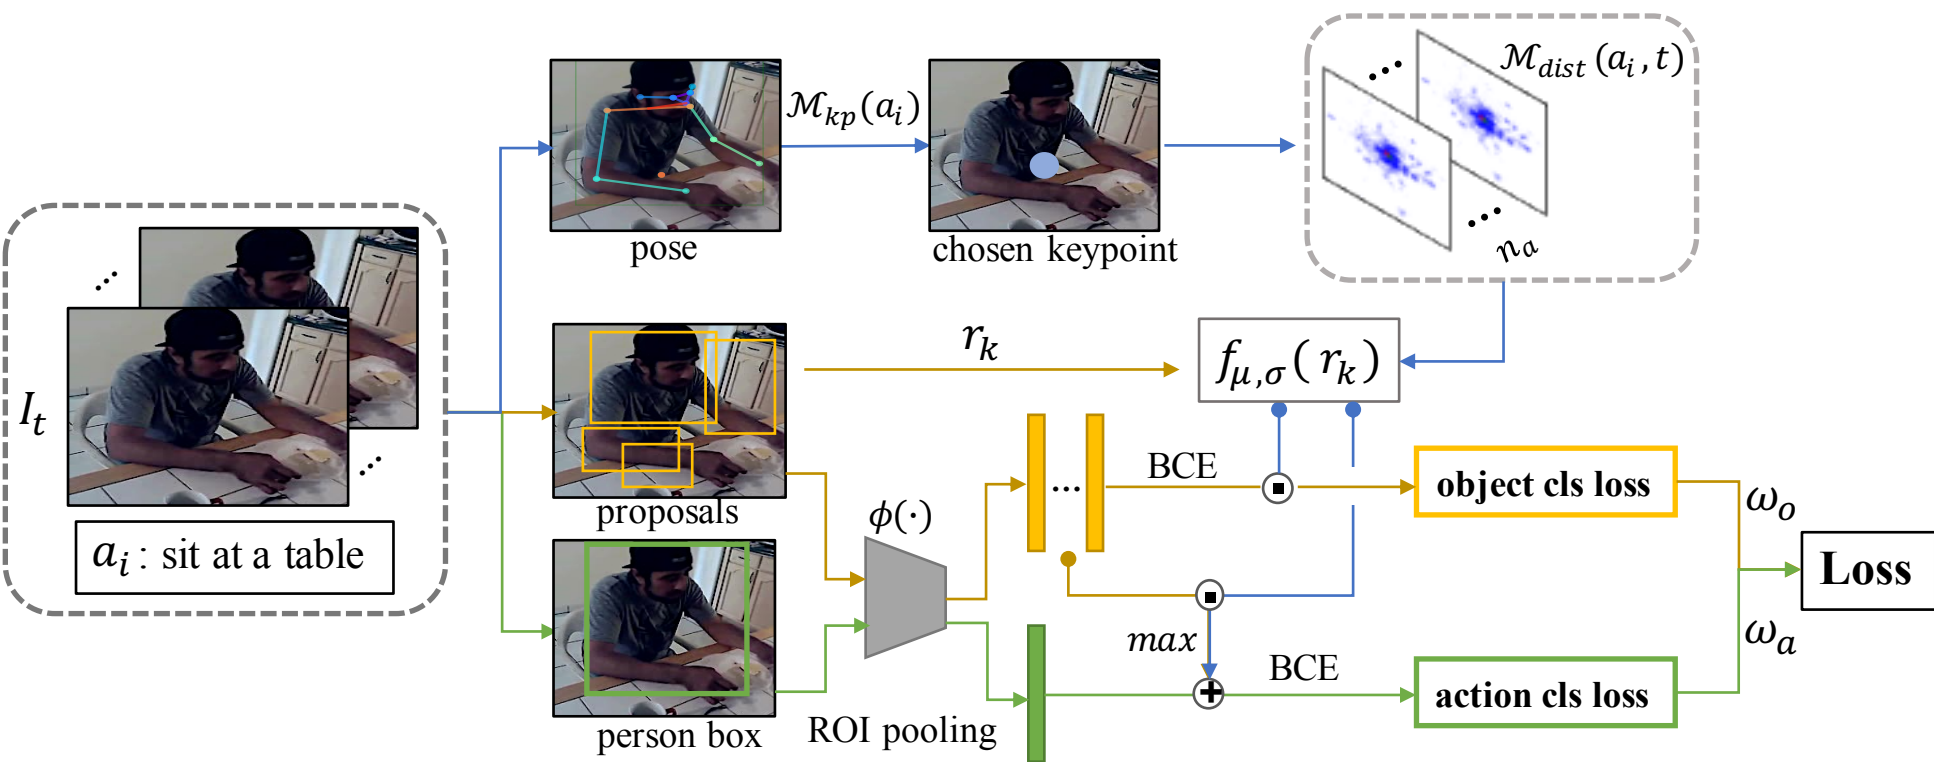 ℳ_kp(a_i)
ℳ_dist(a_i, t)
n_a
pose
chosen keypoint
I_t
a_i : sit at a table
r_k
f_μ,σ( r_k)
proposals
ϕ(·)
...
BCE
object cls loss
ω_o
Loss
max
BCE
action cls loss
ω_a
person box
ROI pooling